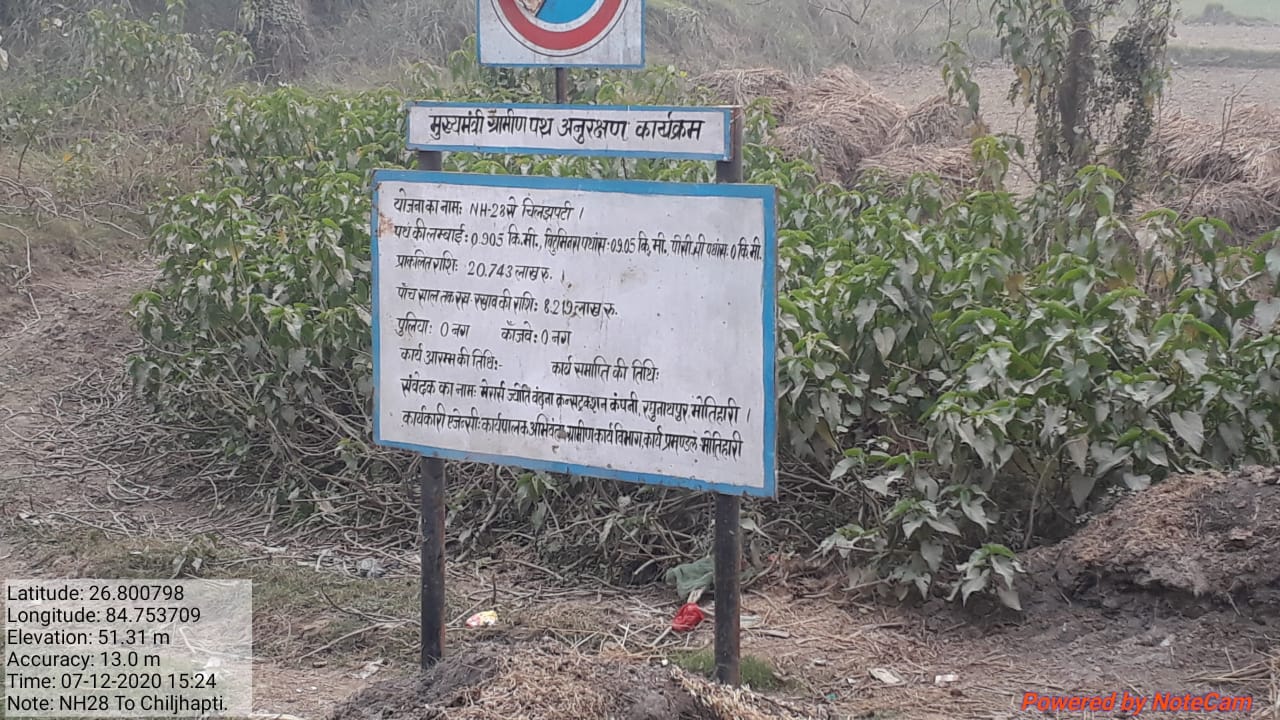 मुख्यमंत्री ग्रामीण पथ अनुरक्षण कार्यक्रम
योजना का नामः NH-28 से चिलझपटी ।
पथ की लम्बाई : 0.905 कि.मी., बिटुमिनस पथांश : 09.05 कि. मी. पी.सी.सी पथांस : 0 कि.मी.
प्राकलित राशिः 20.743 लाख रु. ।
पाँच साल तक रख-रखाव की राशि : 8.219 लाख रु.
पुलियाः 0 नग कॉजवे : 0 नग
कार्य आरम्भ की तिथिः- कार्य समाप्ति की तिथिः
संवेदक का नामः मेसर्स ज्योति वंदना कन्सट्रक्शन कंपनी, रघुनाथपुर मोतिहारी ।
कार्यकारी एजेन्सीः कार्यपालक अभियंता ग्रामीण कार्य विभाग, कार्य प्रमण्डल मोतिहारी
Latitude: 26.800798
Longitude: 84.753709
Elevation: 51.31 m
Accuracy: 13.0 m
Time: 07-12-2020 15:24
Note: NH28 To Chiljhapti.
Powered by NoteCam